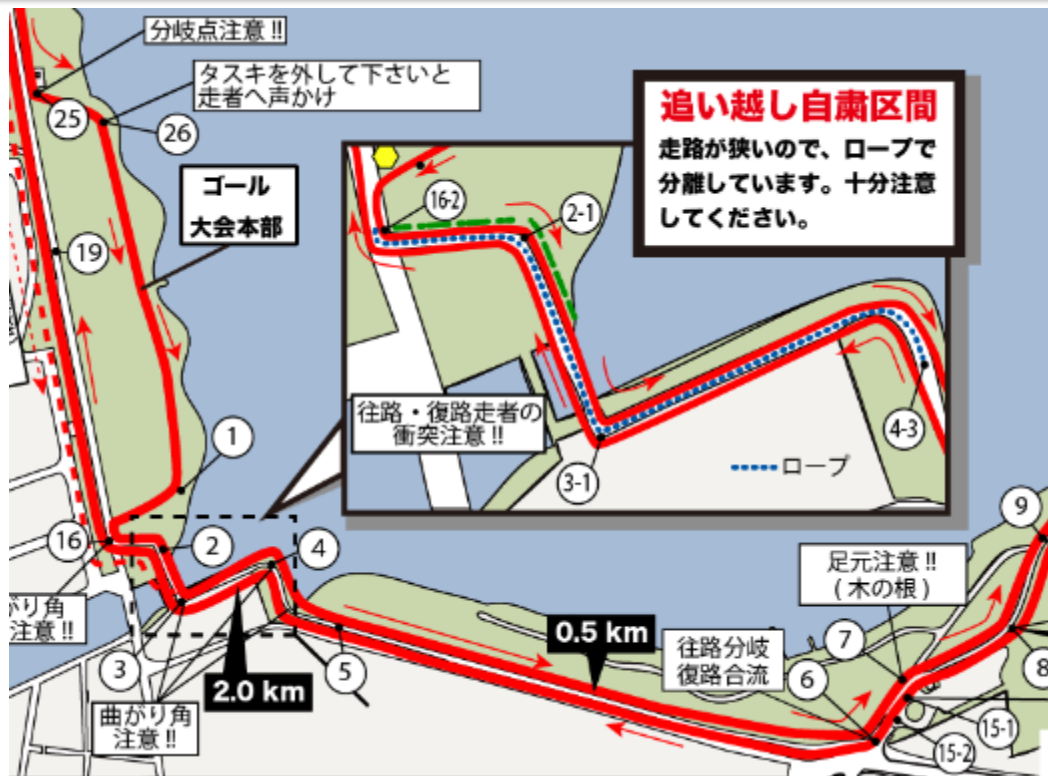 分岐点注意!!
タスキを外して下さいと
走者へ声かけ
25
26
ゴール
大会本部
19
追い越し自粛区間
走路が狭いので、ロープで
分離しています。十分注意
してください。
16-2
2-1
往路・復路走者の
衝突注意!!
4-3
3-1
ロープ
1
16
2
4
がり角
注意!!
3
2.0 km
5
曲がり角
注意!!
0.5 km
往路分岐
復路合流
6
7
足元注意!!
(木の根)
9
8
15-1
15-2